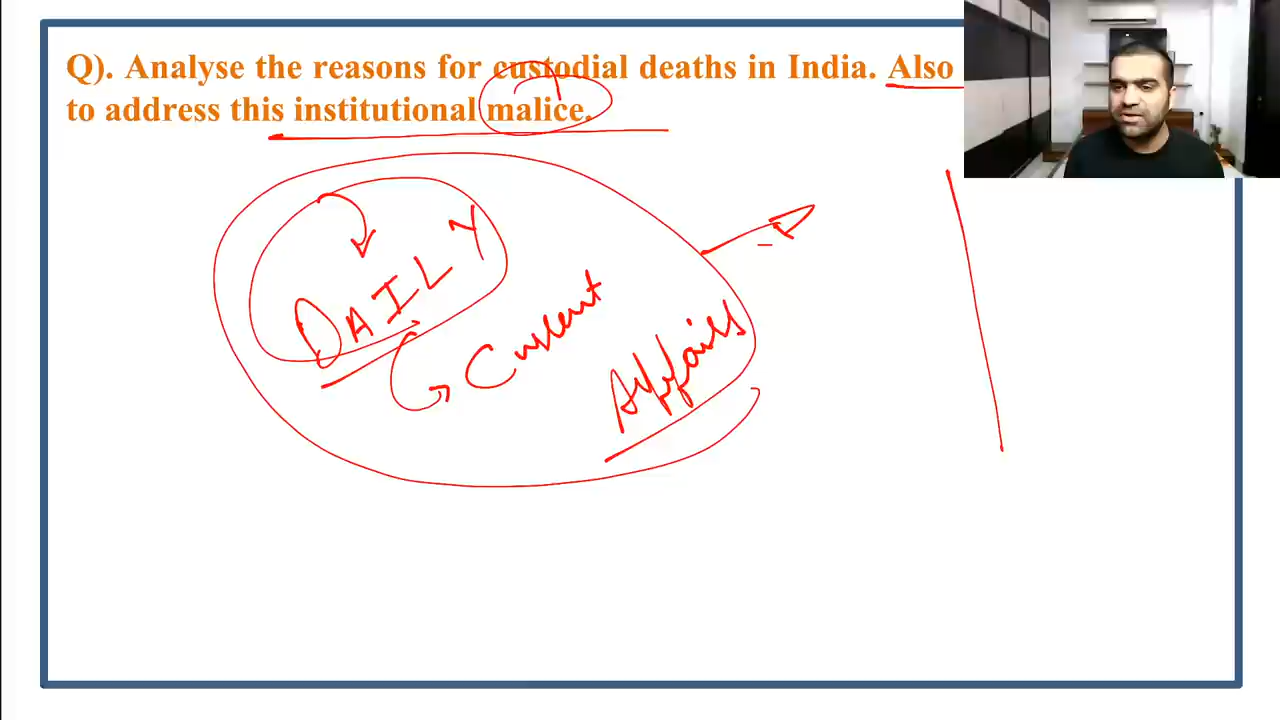 Q). Analyse the reasons for custodial deaths in India. Also
to address this institutional malice.
DAILY
Current
Affairs